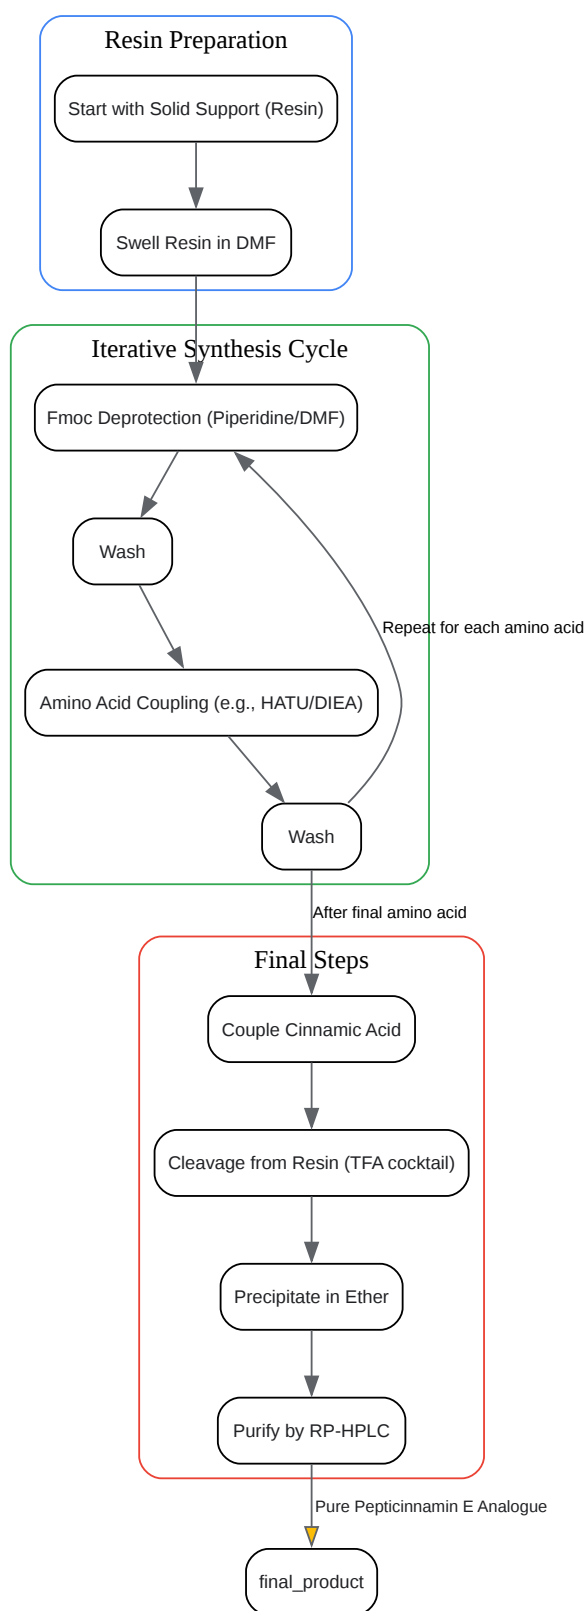 Resin Preparation
Start with Solid Support (Resin)
Swell Resin in DMF
Iterative Synthesis Cycle
Fmoc Deprotection (Piperidine/DMF)
Wash
Repeat for each amino acid
Amino Acid Coupling (e.g., HATU/DIEA)
Wash
After final amino acid
Final Steps
Couple Cinnamic Acid
Cleavage from Resin (TFA cocktail)
Precipitate in Ether
Purify by RP-HPLC
Pure Pepticinnamin E Analogue
final_product